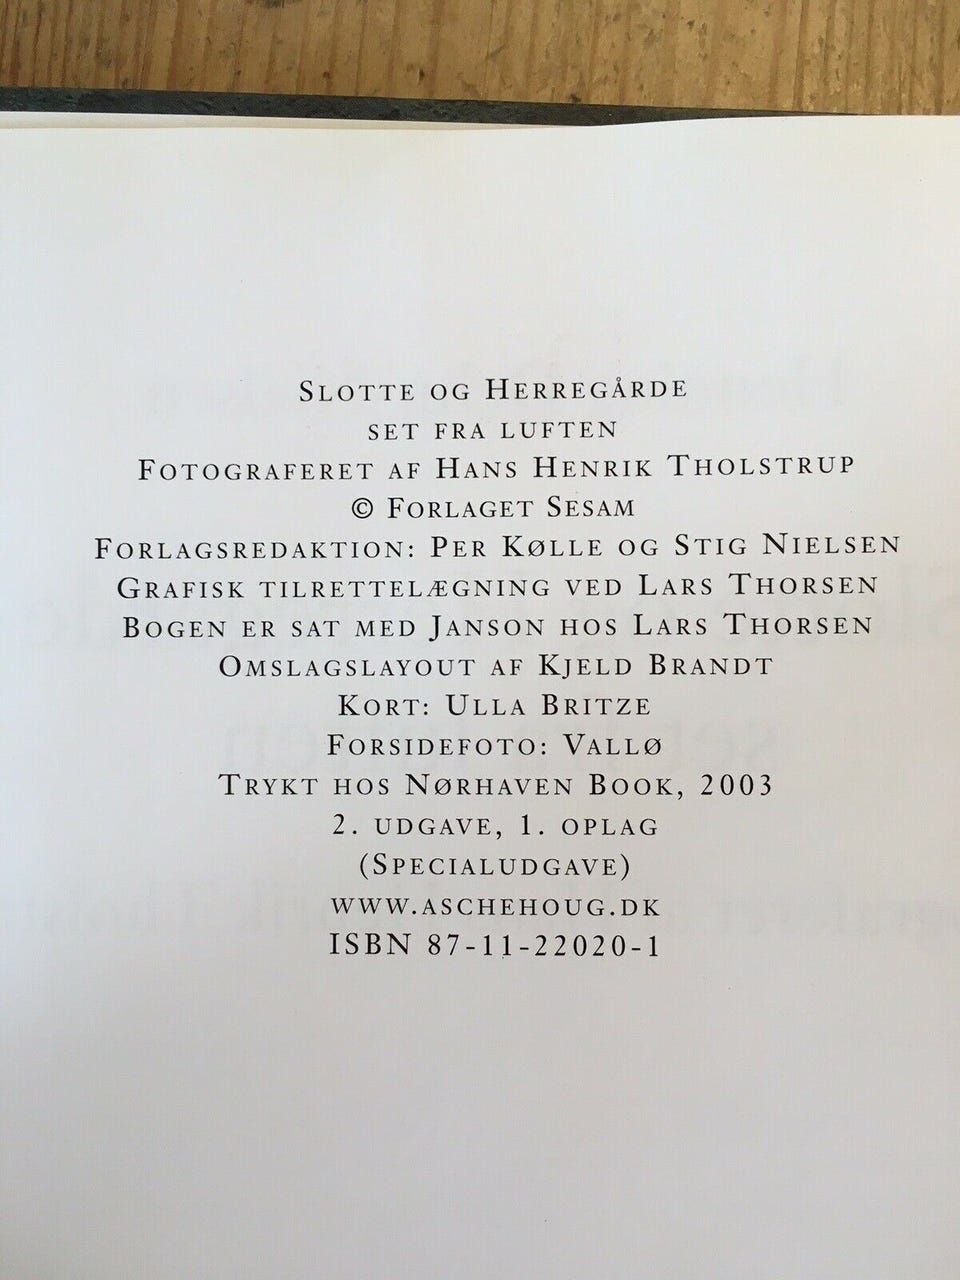 Slotte og Herregårde
set fra luften
Fotograferet af Hans Henrik Tholstrup
© Forlaget Sesam
Forlagsredaktion: Per Kølle og Stig Nielsen
Grafisk tilrettelægning ved Lars Thorsen
Bogen er sat med Janson hos Lars Thorsen
Omslagslayout af Kjeld Brandt
Kort: Ulla Britze
Forsidefoto: Vallø
Trykt hos Nørhaven Book, 2003
2. udgave, 1. oplag
(Specialudgave)
www.aschehoug.dk
ISBN 87-11-22020-1